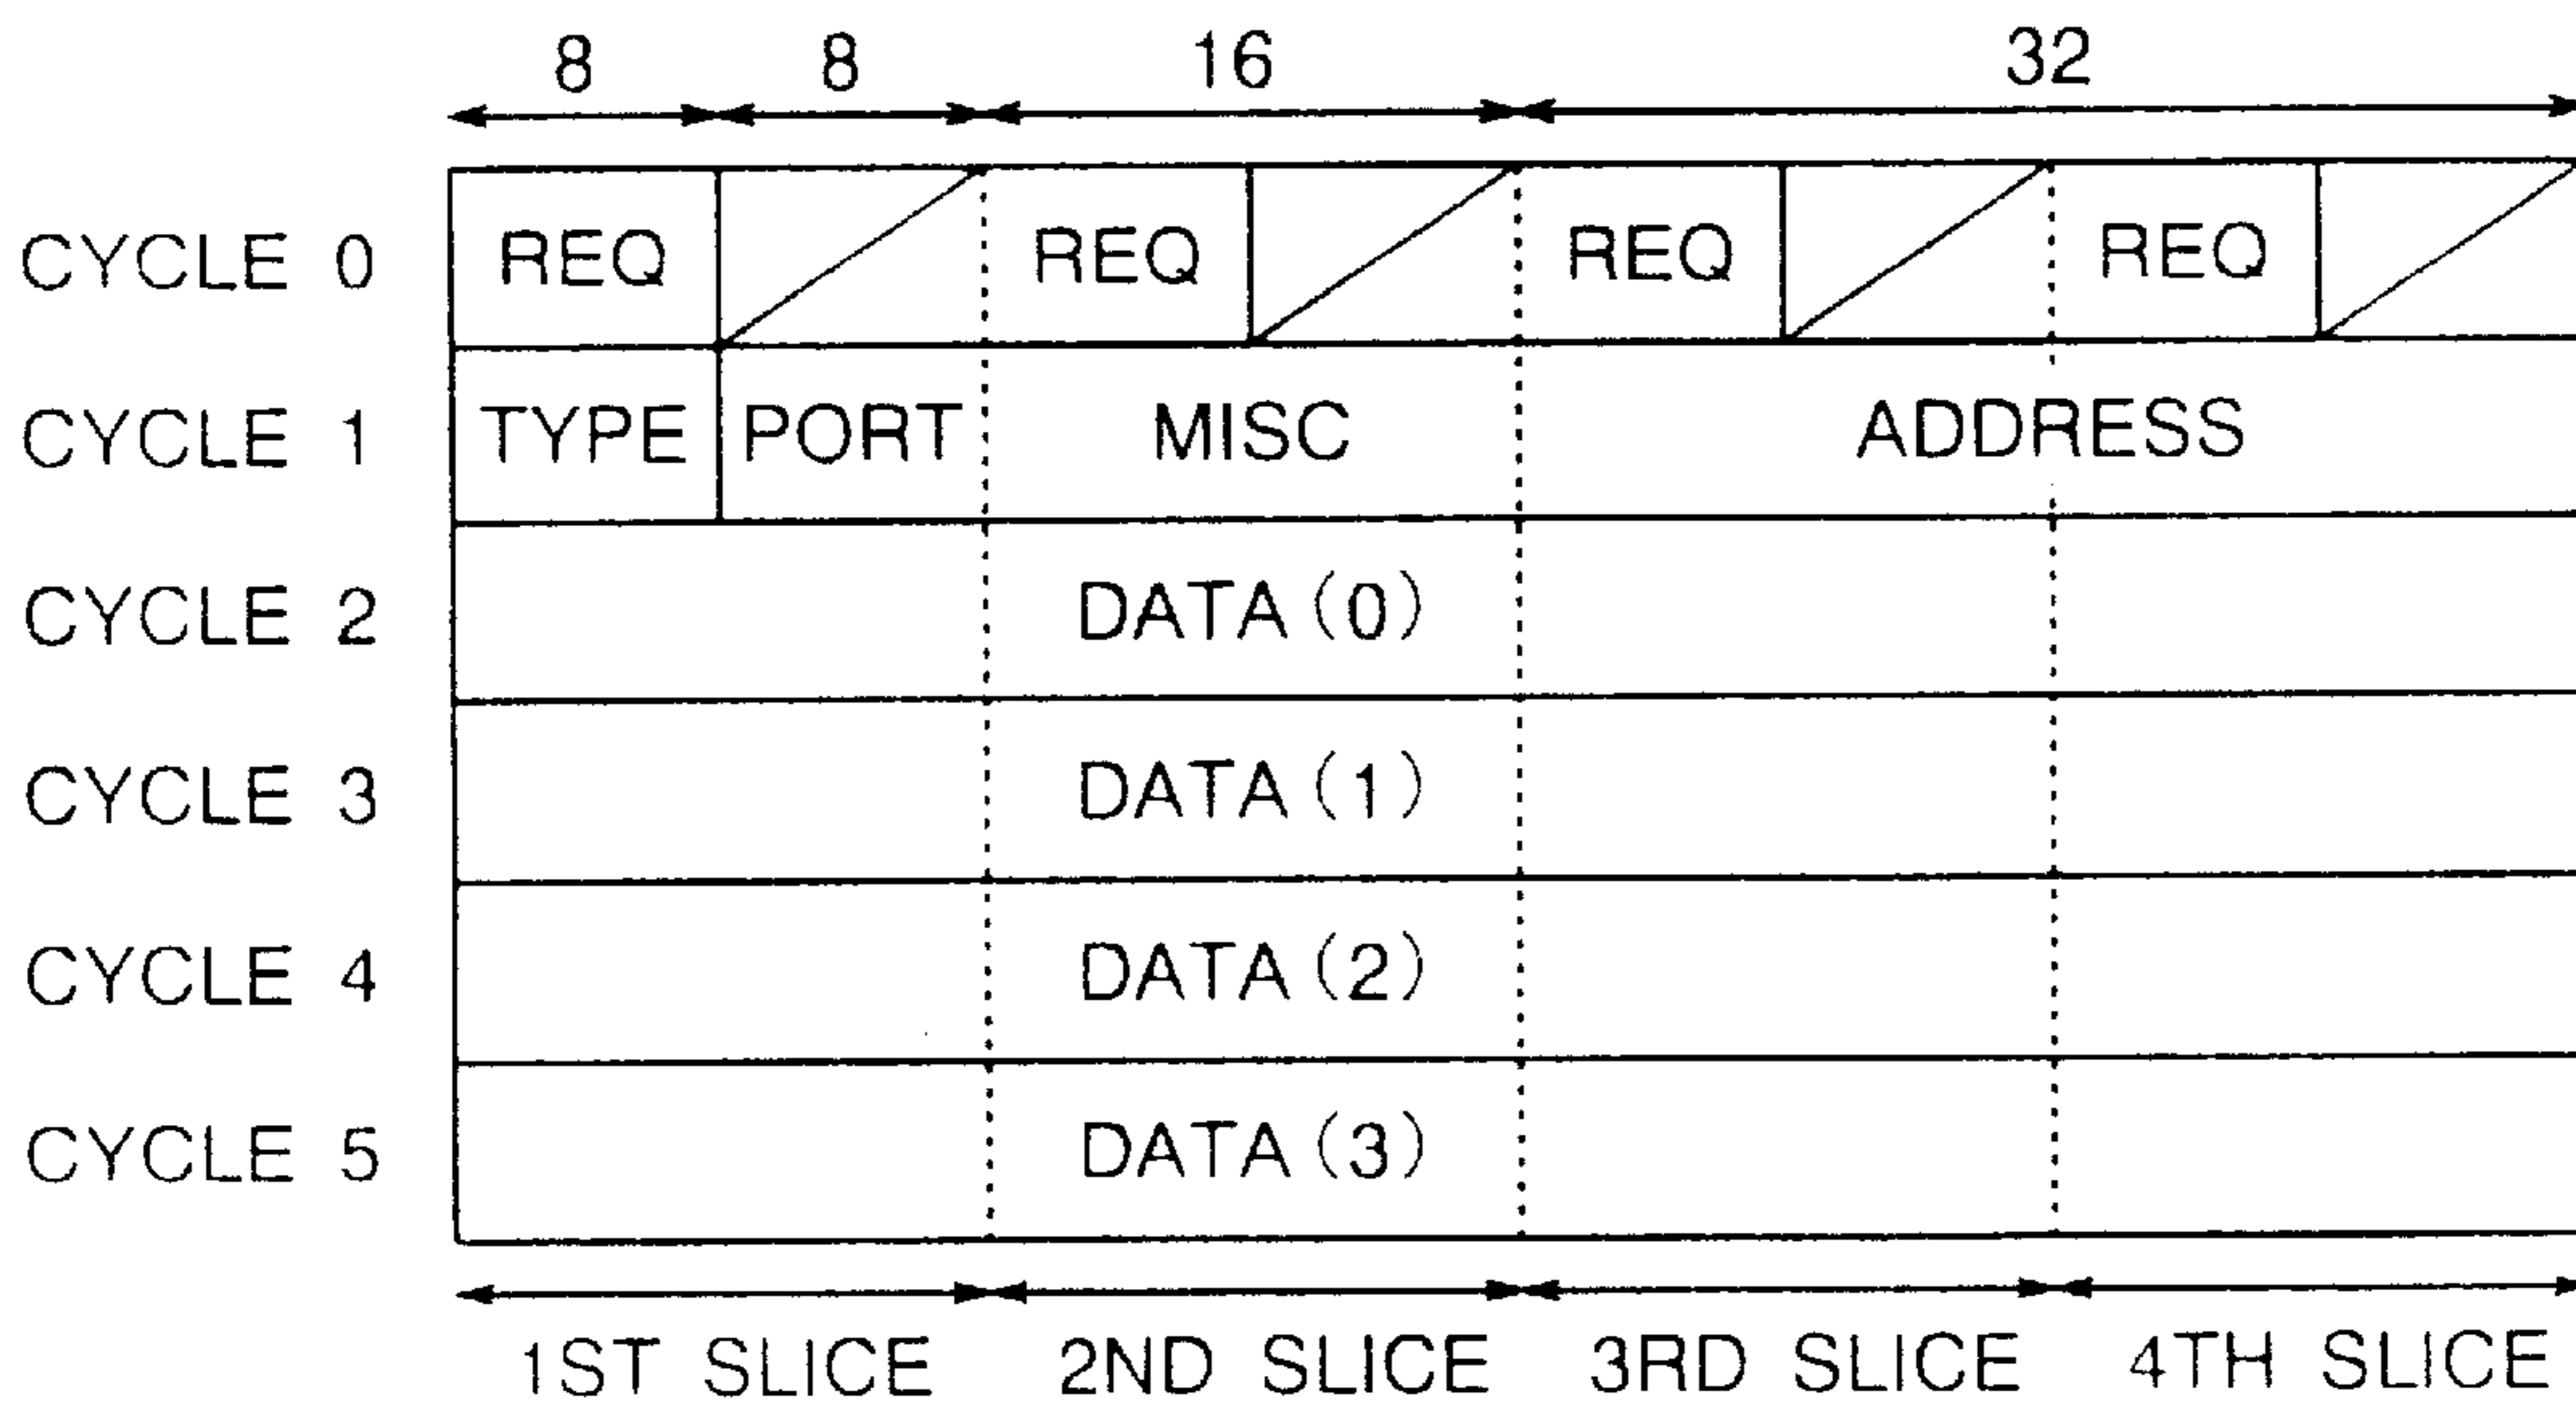 8 8 16 32
CYCLE 0 REQ REQ REQ REQ
CYCLE 1 TYPE PORT MISC ADDRESS
CYCLE 2 DATA(0)
CYCLE 3 DATA(1)
CYCLE 4 DATA(2)
CYCLE 5 DATA(3)
1ST SLICE 2ND SLICE 3RD SLICE 4TH SLICE